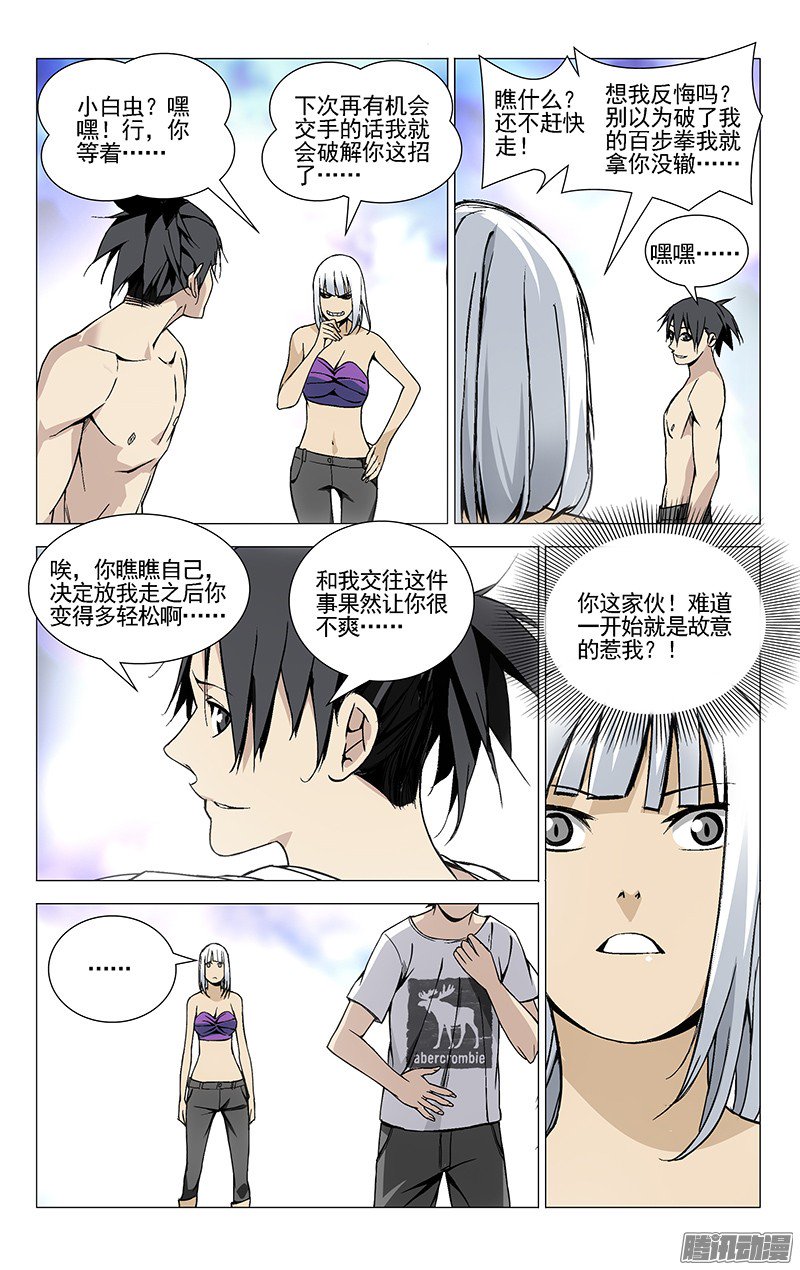 小白虫？嘿
嘿！行，你
等着……
下次再有机会
交手的话我就
会破解你这招
了……
瞧什么？
还不赶快
走！
想我反悔吗？
别以为破了我
的百步拳我就
拿你没辙……
嘿嘿……
唉，你瞧瞧自己，
决定放我走之后你
变得多轻松啊……
和我交往这件
事果然让你很
不爽……
你这家伙！难道
一开始就是故意
的惹我？！
……
abercrombie
腾讯动漫